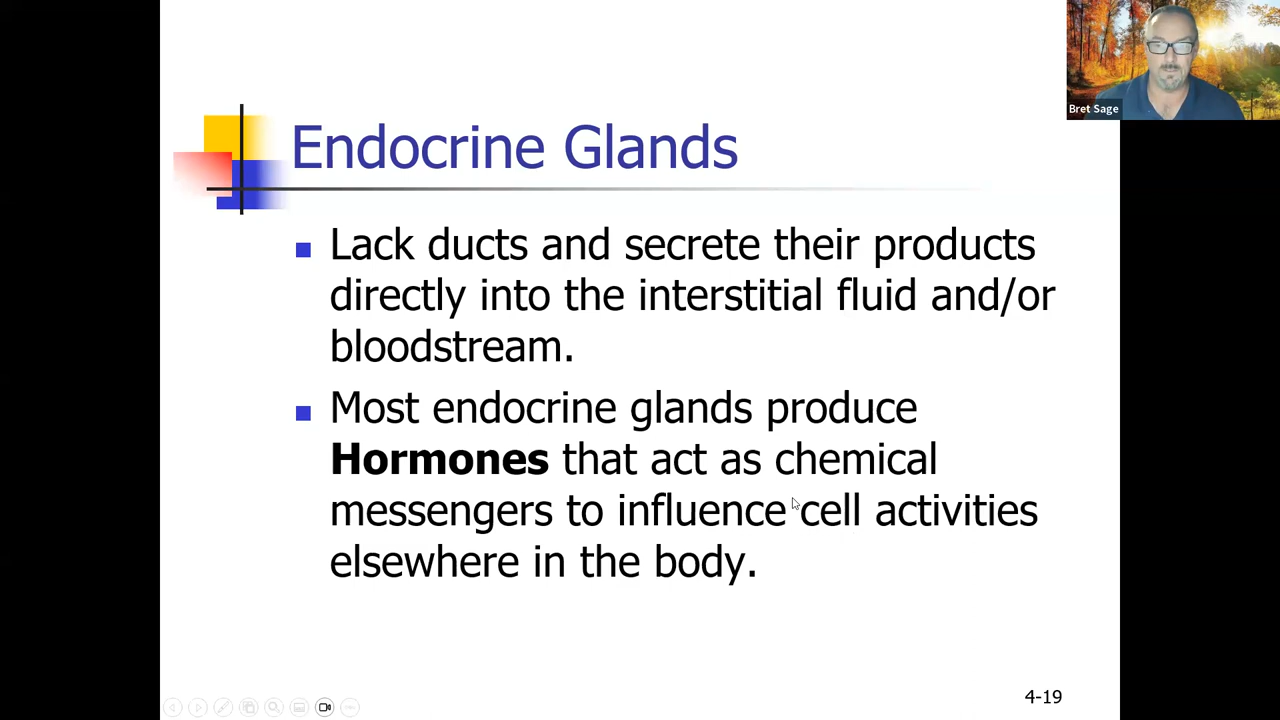 Bret Sage
Endocrine Glands
Lack ducts and secrete their products
directly into the interstitial fluid and/or
bloodstream.
Most endocrine glands produce
Hormones that act as chemical
messengers to influence cell activities
elsewhere in the body.
4-19